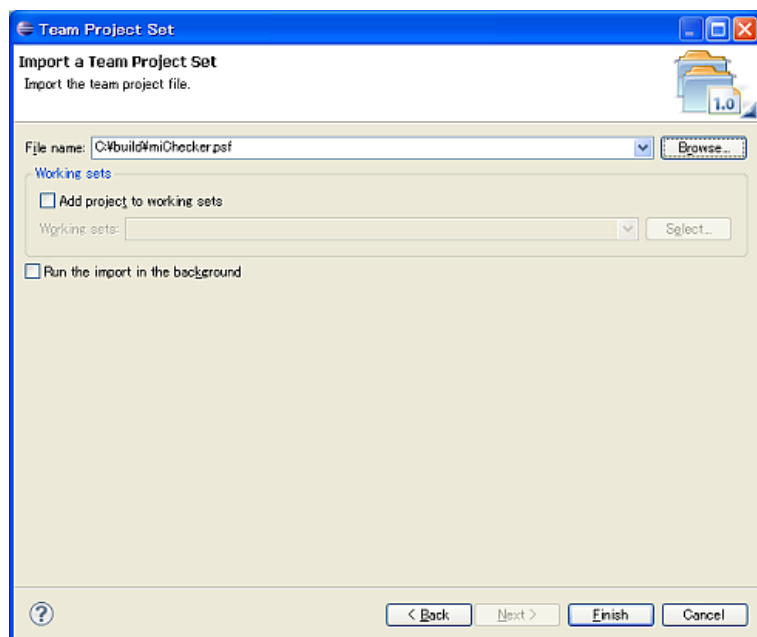 Team Project Set
Import a Team Project Set
Import the team project file.
1.0
File name: C:¥build¥miChecker.psf Browse...
Working sets
Add project to working sets
Working sets: Select...
Run the import in the background
? < Back Next > Finish Cancel